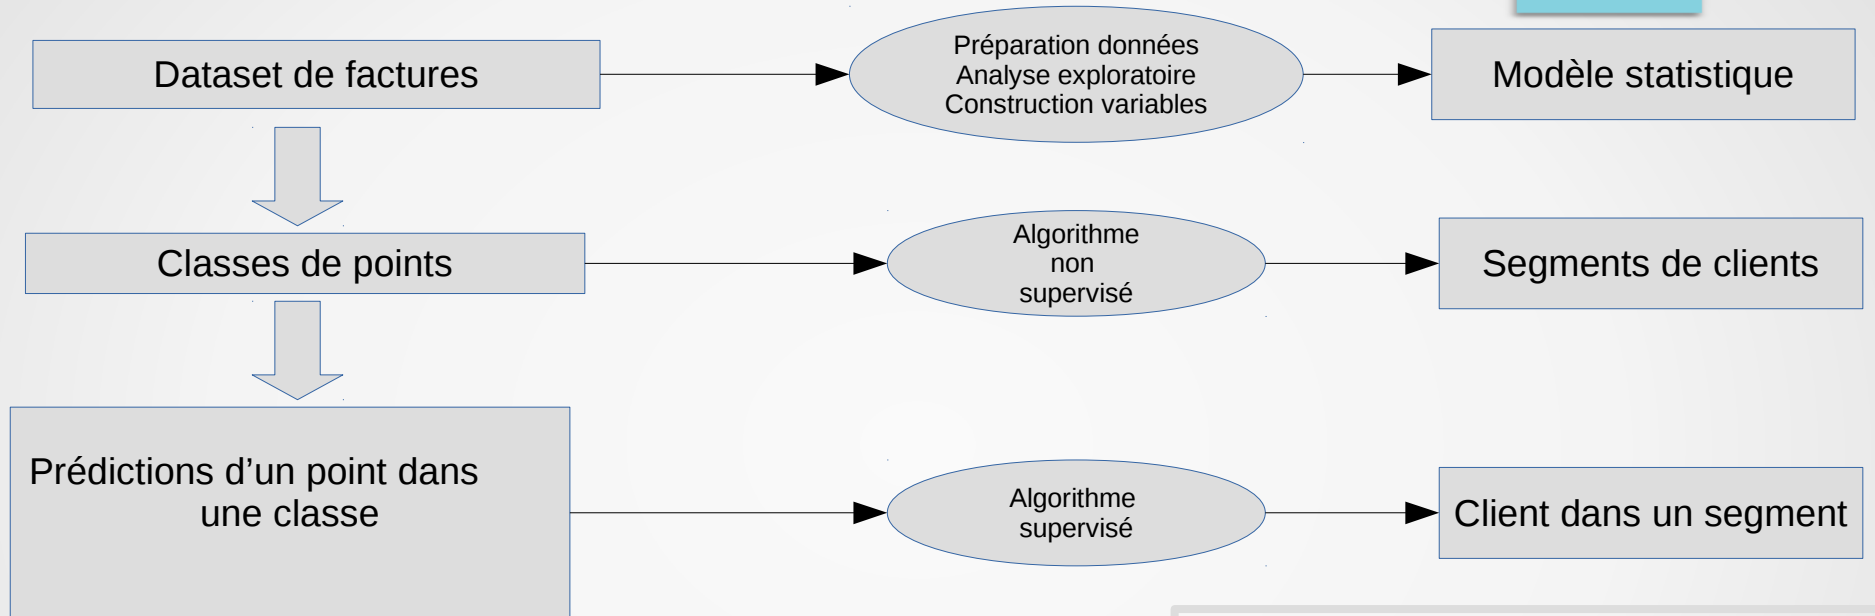 Dataset de factures
Préparation données
Analyse exploratoire
Construction variables
Modèle statistique
Classes de points
Algorithme
non
supervisé
Segments de clients
Prédictions d’un point dans
une classe
Algorithme
supervisé
Client dans un segment